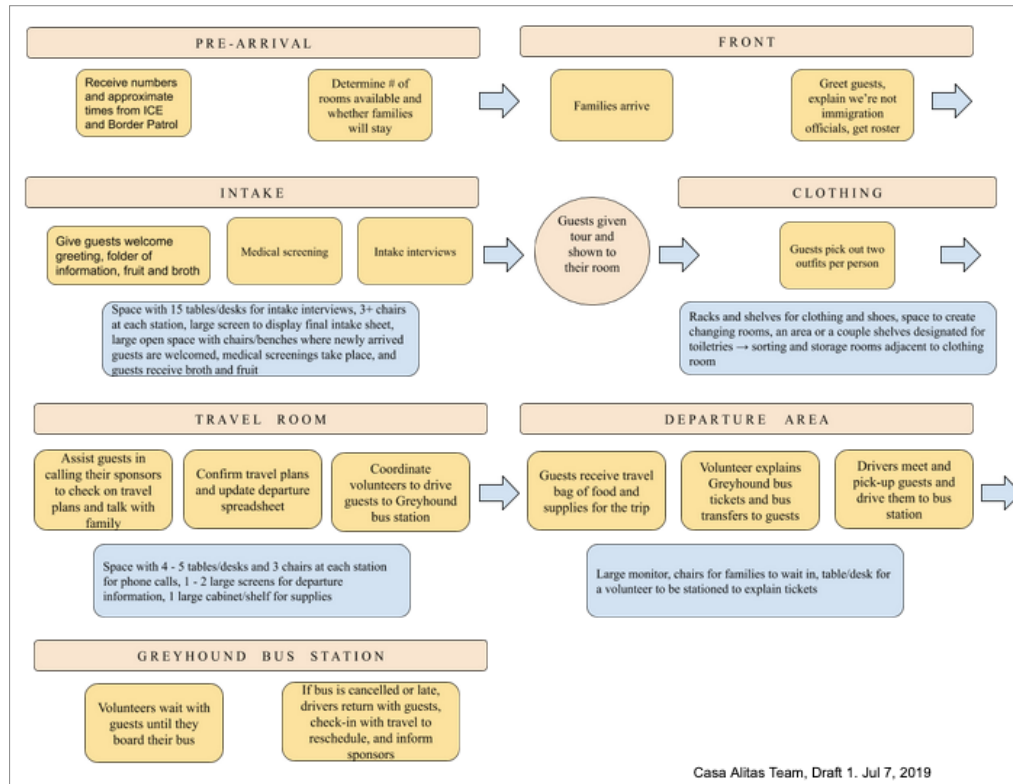 PRE-ARRIVAL
FRONT
Receive numbers
and approximate
times from ICE
and Border Patrol
Determine # of
rooms available and
whether families
will stay
Families arrive
Greet guests,
explain we're not
immigration
officials, get roster
INTAKE
CLOTHING
Give guests welcome
greeting, folder of
information, fruit and broth
Medical screening
Intake interviews
Guests given
tour and
shown to
their room
Guests pick out two
outfits per person
Space with 15 tables/desks for intake interviews, 3+ chairs
at each station, large screen to display final intake sheet,
large open space with chairs/benches where newly arrived
guests are welcomed, medical screenings take place, and
guests receive broth and fruit
Racks and shelves for clothing and shoes, space to create
changing rooms, an area or a couple shelves designated for
toiletries → sorting and storage rooms adjacent to clothing
room
TRAVEL ROOM
DEPARTURE AREA
Assist guests in
calling their sponsors
to check on travel
plans and talk with
family
Confirm travel plans
and update departure
spreadsheet
Coordinate
volunteers to drive
guests to Greyhound
bus station
Guests receive travel
bag of food and
supplies for the trip
Volunteer explains
Greyhound bus
tickets and bus
transfers to guests
Drivers meet and
pick-up guests and
drive them to bus
station
Space with 4 - 5 tables/desks and 3 chairs at each station
for phone calls, 1 - 2 large screens for departure
information, 1 large cabinet/shelf for supplies
Large monitor, chairs for families to wait in, table/desk for
a volunteer to be stationed to explain tickets
GREYHOUND BUS STATION
Volunteers wait with
guests until they
board their bus
If bus is cancelled or late,
drivers return with guests,
check-in with travel to
reschedule, and inform
sponsors
Casa Alitas Team, Draft 1. Jul 7, 2019